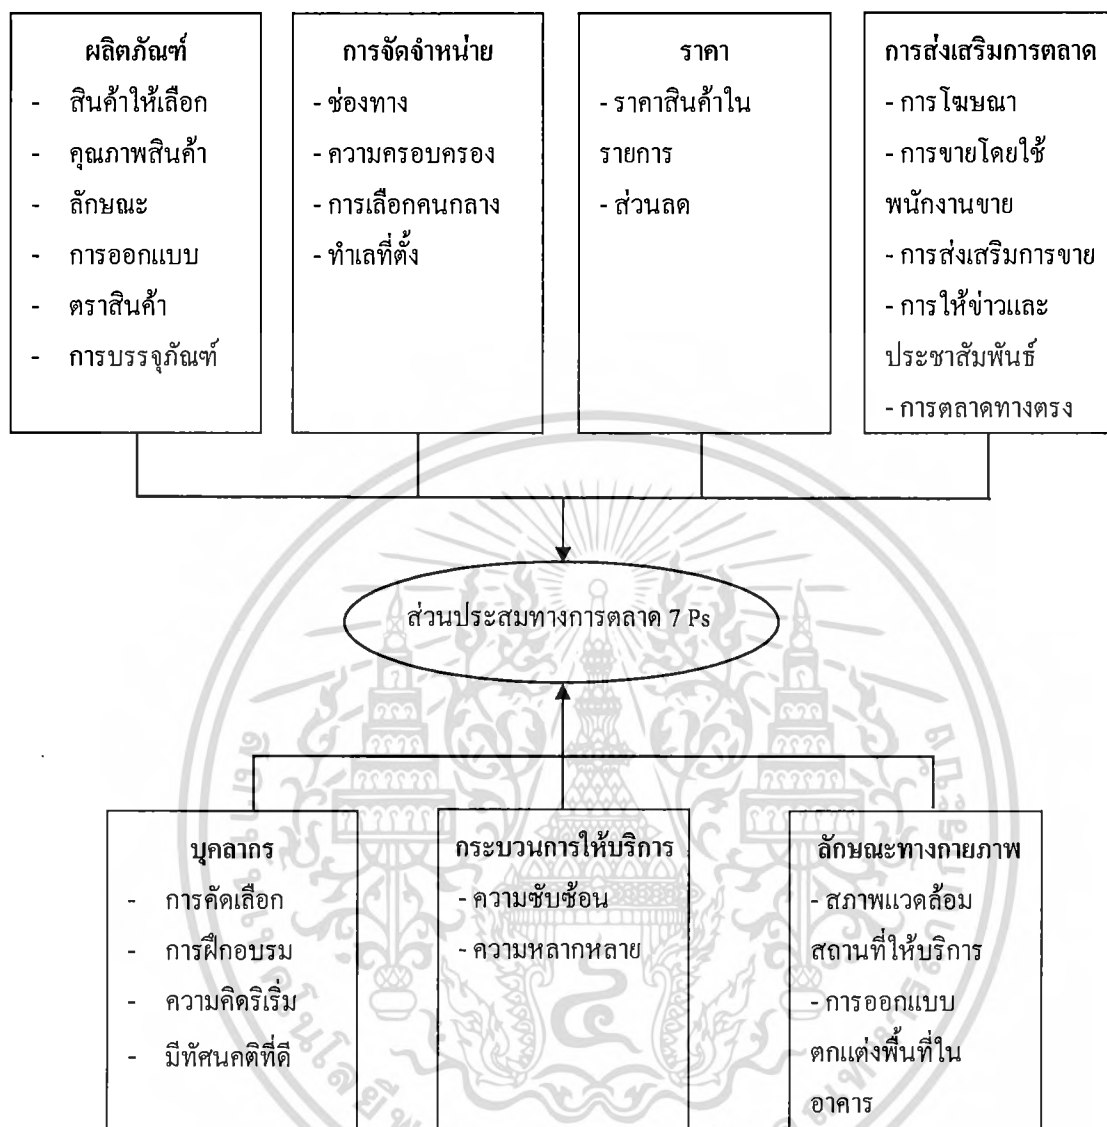 ผลิตภัณฑ์
- สินค้าให้เลือก
- คุณภาพสินค้า
- ลักษณะ
- การออกแบบ
- ตราสินค้า
- การบรรจุภัณฑ์
การจัดจำหน่าย
- ช่องทาง
- ความครอบครอง
- การเลือกคนกลาง
- ทำเลที่ตั้ง
ราคา
- ราคาสินค้าใน
รายการ
- ส่วนลด
การส่งเสริมการตลาด
- การโฆษณา
- การขายโดยใช้
พนักงานขาย
- การส่งเสริมการขาย
- การให้ข่าวและ
ประชาสัมพันธ์
- การตลาดทางตรง
ส่วนประสมทางการตลาด 7 Ps
บุคลากร
- การคัดเลือก
- การฝึกอบรม
- ความคิดริเริ่ม
- มีทัศนคติที่ดี
กระบวนการให้บริการ
- ความซับซ้อน
- ความหลากหลาย
ลักษณะทางกายภาพ
- สภาพแวดล้อม
สถานที่ให้บริการ
- การออกแบบ
ตกแต่งพื้นที่ใน
อาคาร